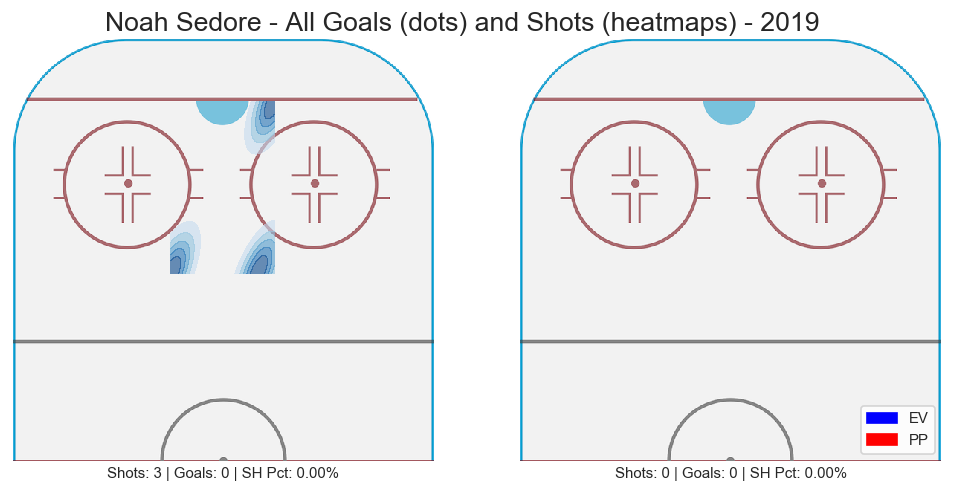 Noah Sedore - All Goals (dots) and Shots (heatmaps) - 2019
EV
PP
Shots: 3 | Goals: 0 | SH Pct: 0.00%
Shots: 0 | Goals: 0 | SH Pct: 0.00%